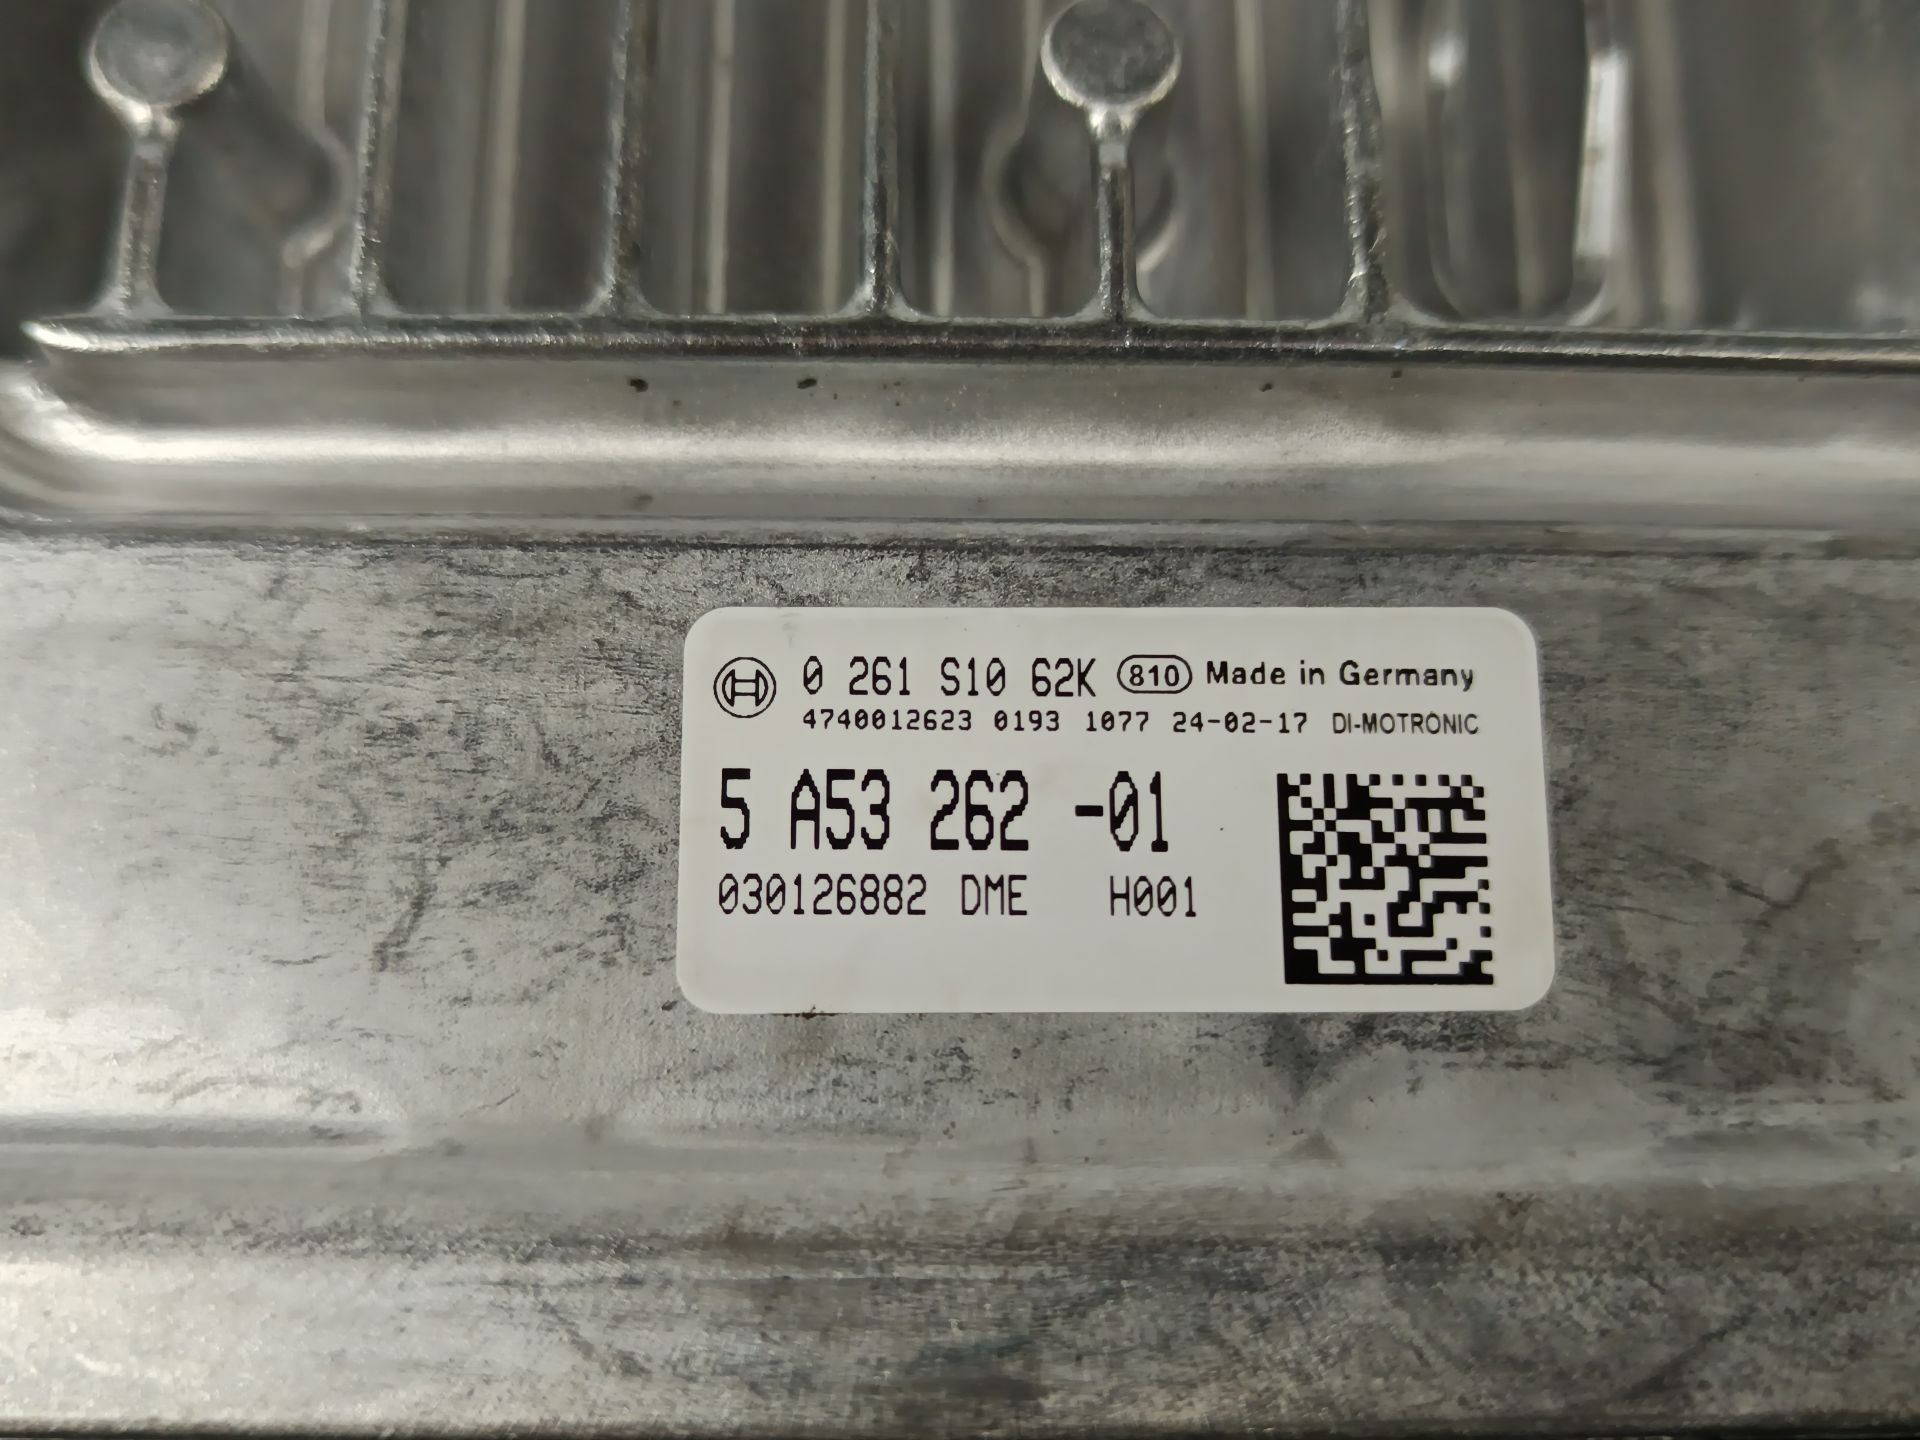 0 261 S10 62K 810 Made in Germany
4740012623 0193 1077 24-02-17 DI-MOTRONIC
5 A53 262 -01
030126882 DME H001